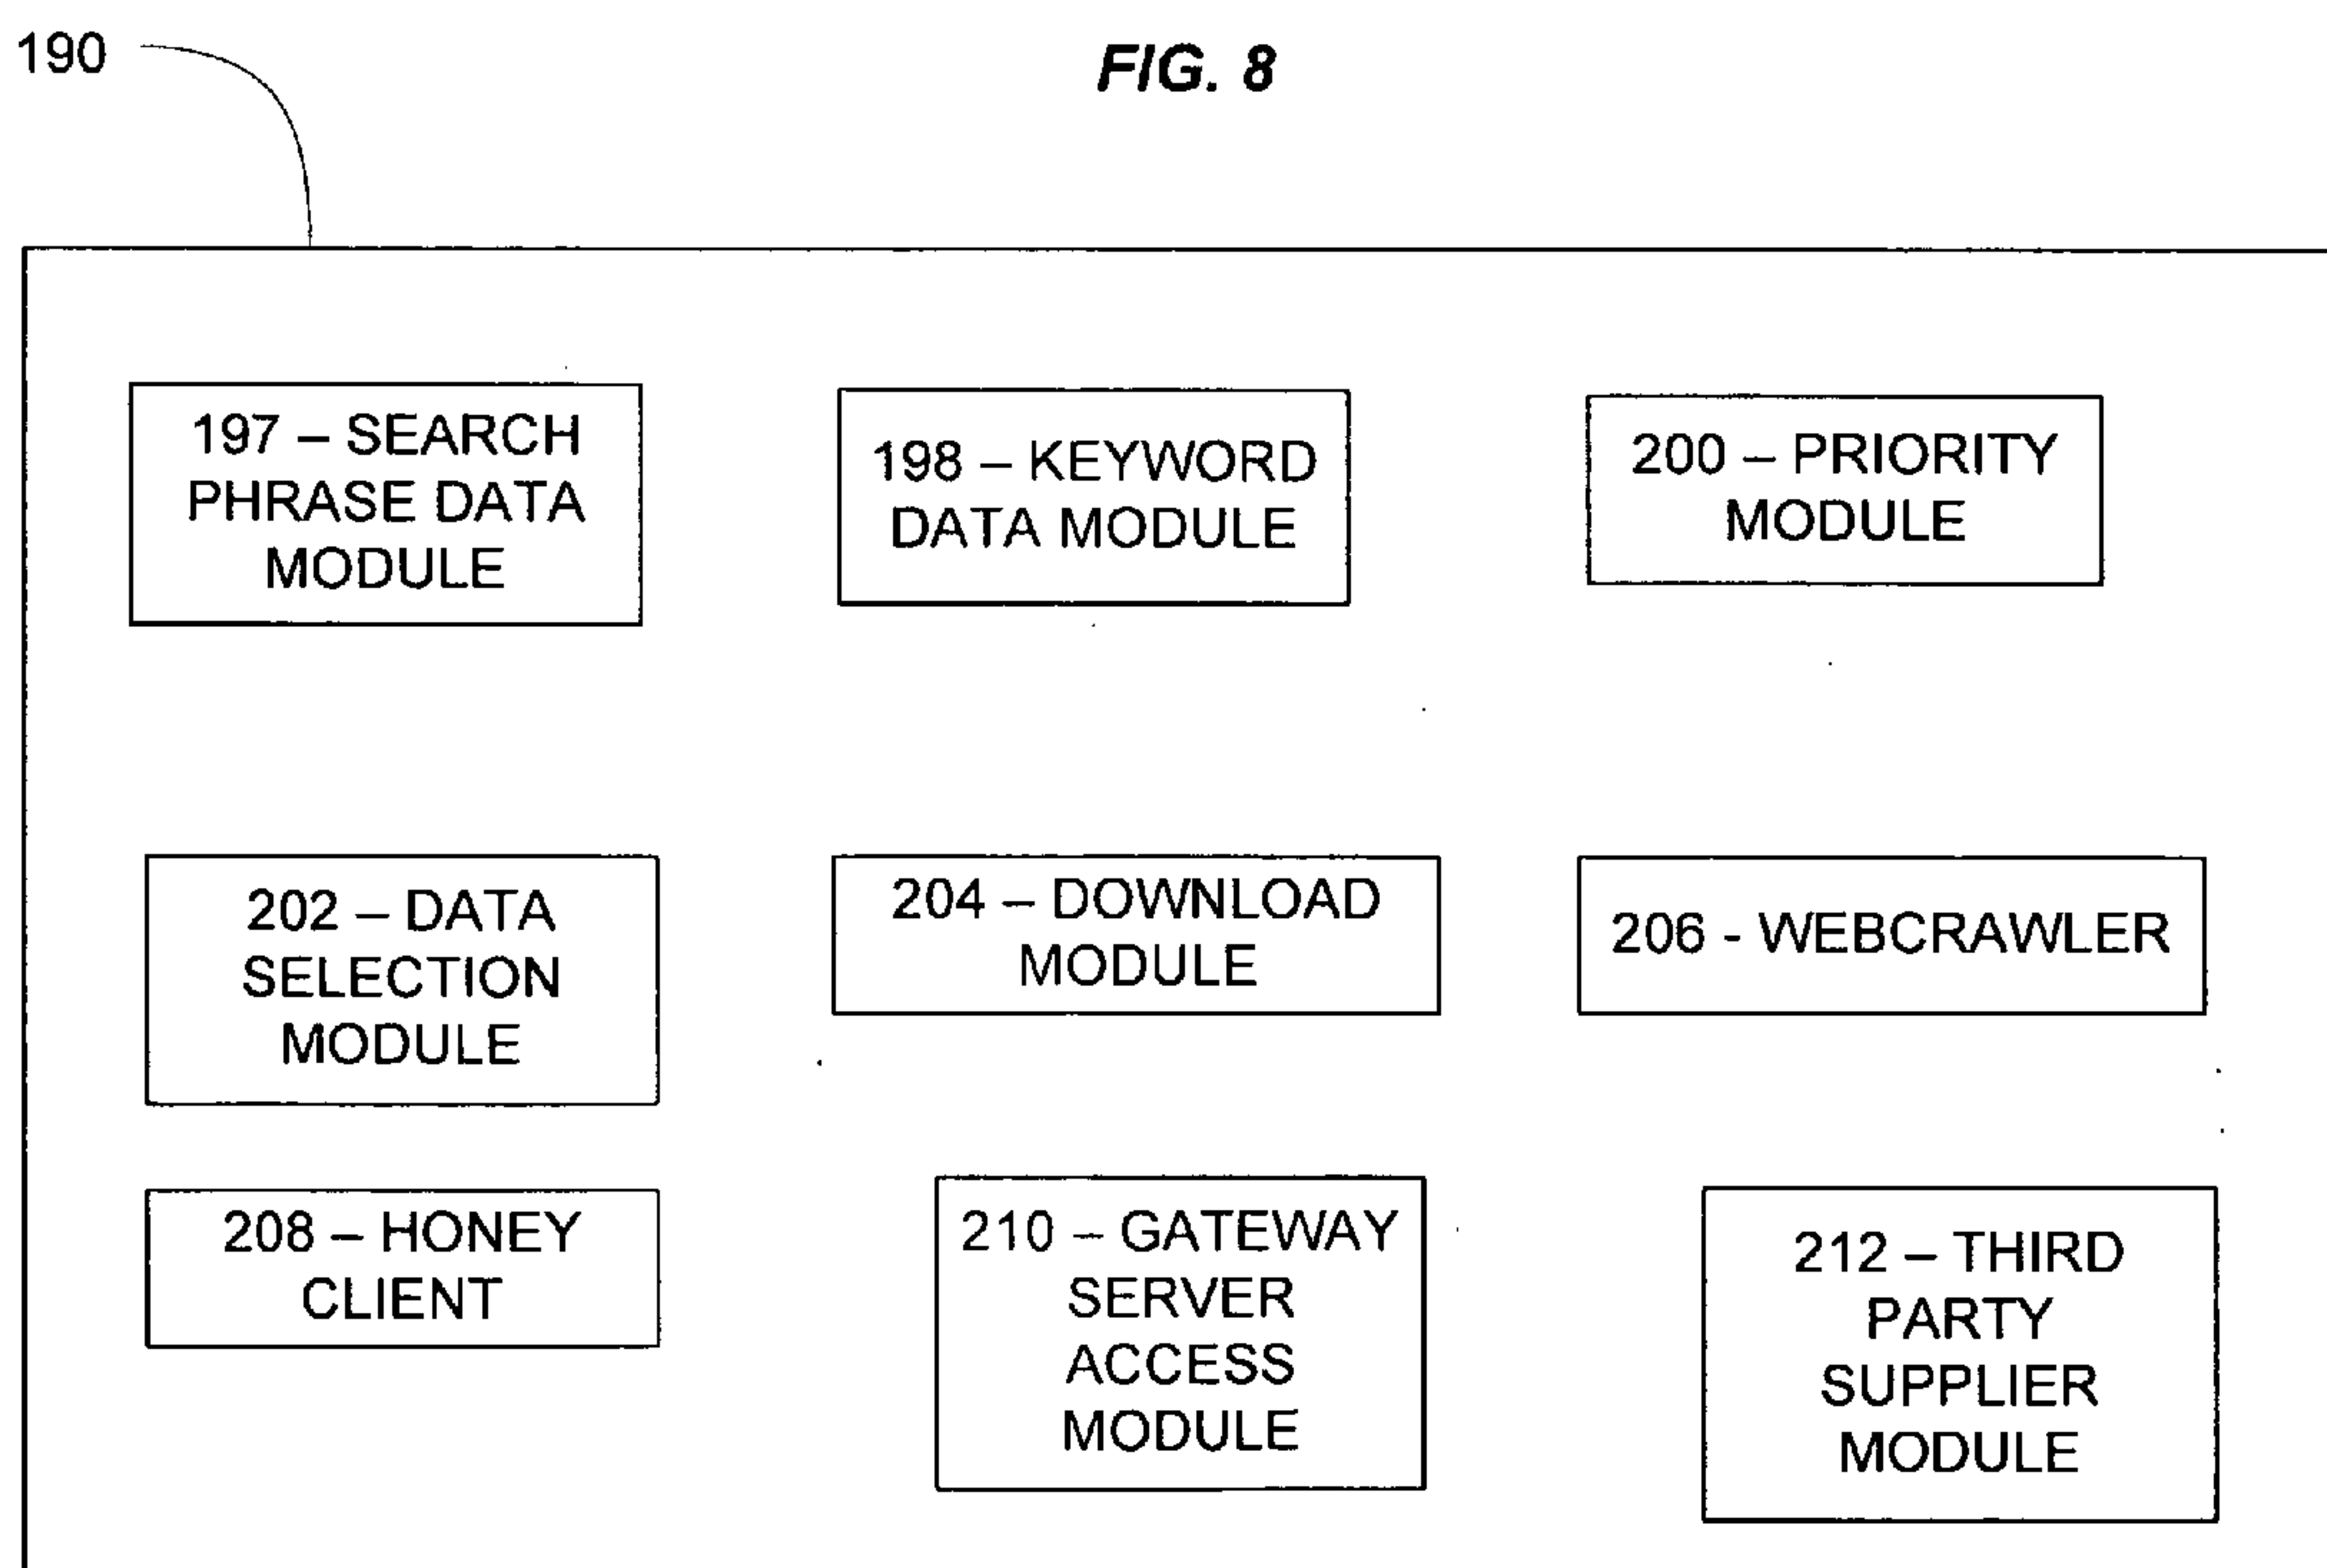 190
FIG. 8
197 – SEARCH
PHRASE DATA
MODULE
198 – KEYWORD
DATA MODULE
200 – PRIORITY
MODULE
202 – DATA
SELECTION
MODULE
204 – DOWNLOAD
MODULE
206 - WEBCRAWLER
208 – HONEY
CLIENT
210 – GATEWAY
SERVER
ACCESS
MODULE
212 – THIRD
PARTY
SUPPLIER
MODULE